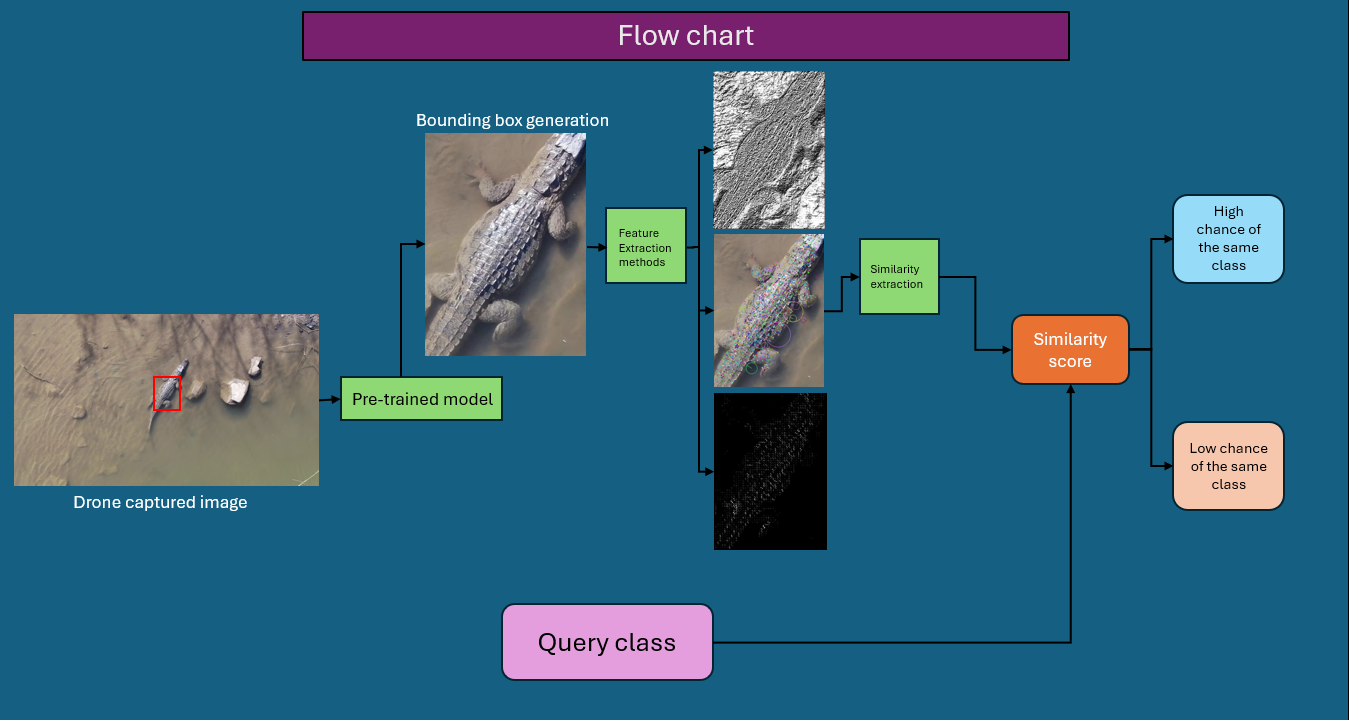 Flow chart
Bounding box generation
Feature
Extraction
methods
Similarity
extraction
High
chance of
the same
class
Similarity
score
Pre-trained model
Low chance
of the same
class
Drone captured image
Query class